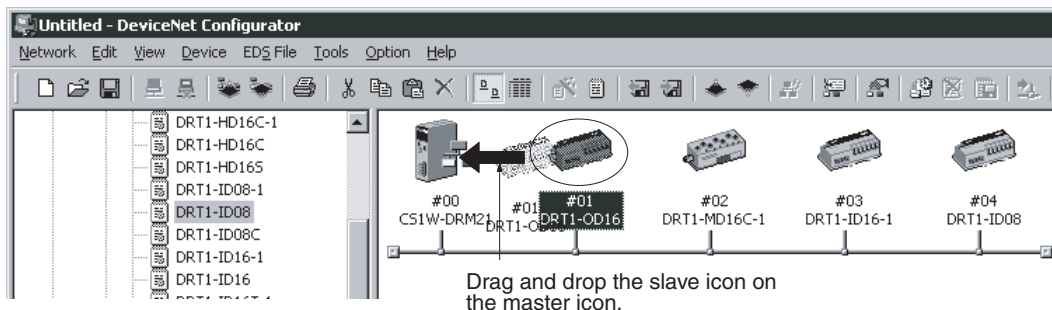 Untitled - DeviceNet Configurator
Network Edit View Device EDS File Tools Option Help
DRT1-HD16C-1
DRT1-HD16C
DRT1-HD16S
DRT1-ID08-1
DRT1-ID08
DRT1-ID08C
DRT1-ID16-1
DRT1-ID16
#00
CS1W-DRM21
#01
#01
DRT1-OD16
#02
DRT1-MD16C-1
#03
DRT1-ID16-1
#04
DRT1-ID08
Drag and drop the slave icon on
the master icon.